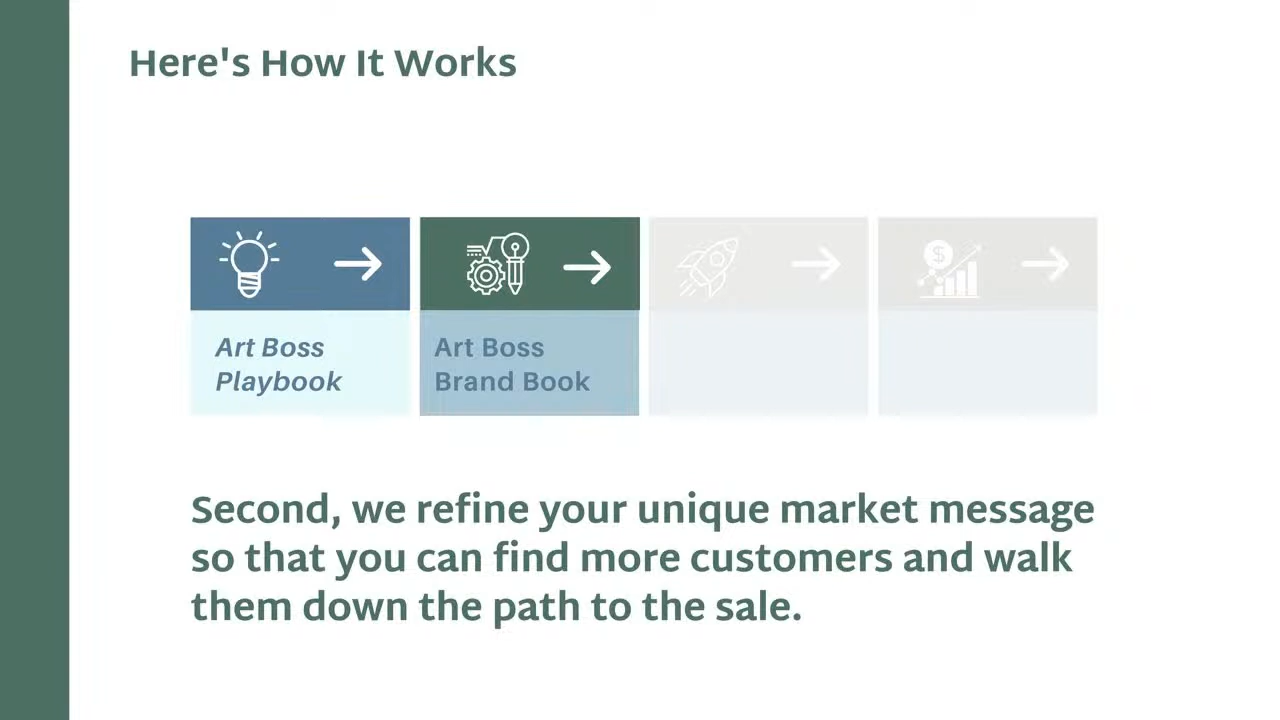 Here's How It Works
$
Art Boss
Playbook
Art Boss
Brand Book
Second, we refine your unique market message
so that you can find more customers and walk
them down the path to the sale.